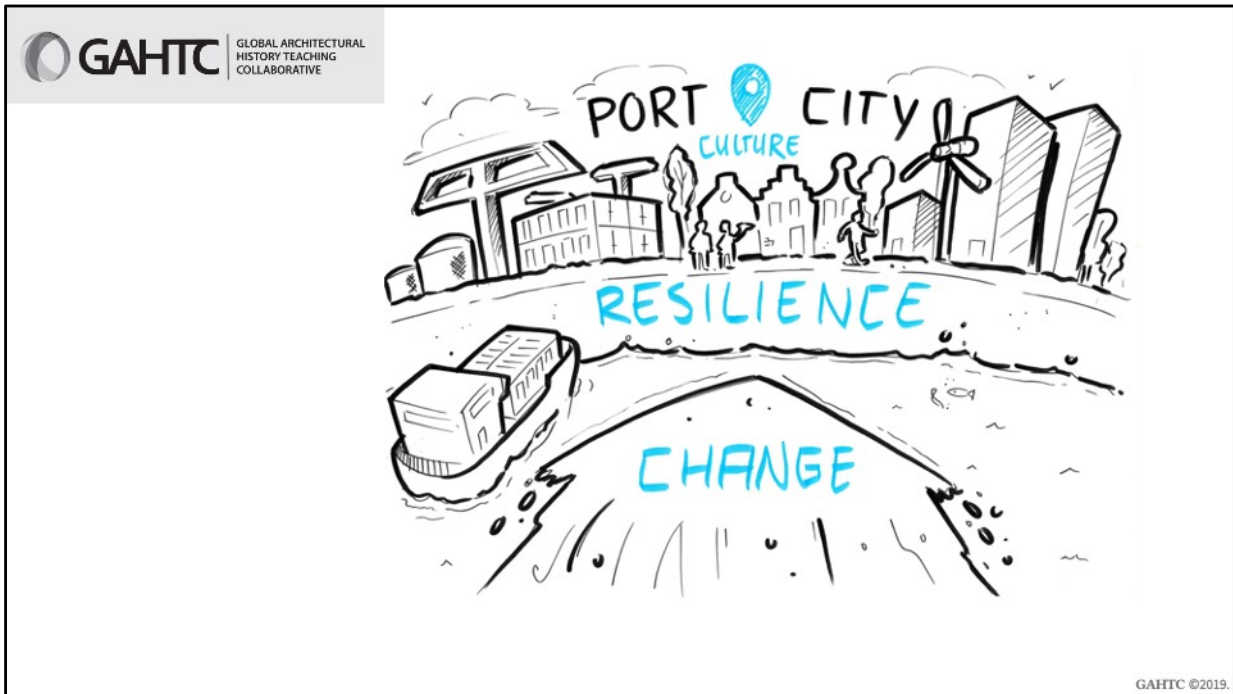 GAHTC
GLOBAL ARCHITECTURAL
HISTORY TEACHING
COLLABORATIVE
PORT CITY
CULTURE
RESILIENCE
CHANGE
GAHTC ©2019.